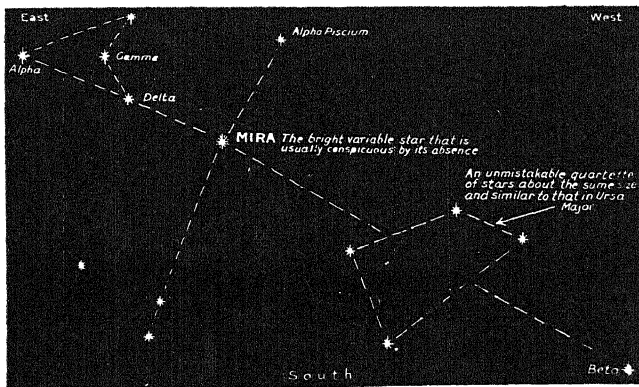 East
West
Alpha Piscium
Gamma
Alpha
Delta
MIRA The bright variable star that is
usually conspicuous by its absence
An unmistakable quartette
of stars about the same size
and similar to that in Ursa
Major
South
Beta